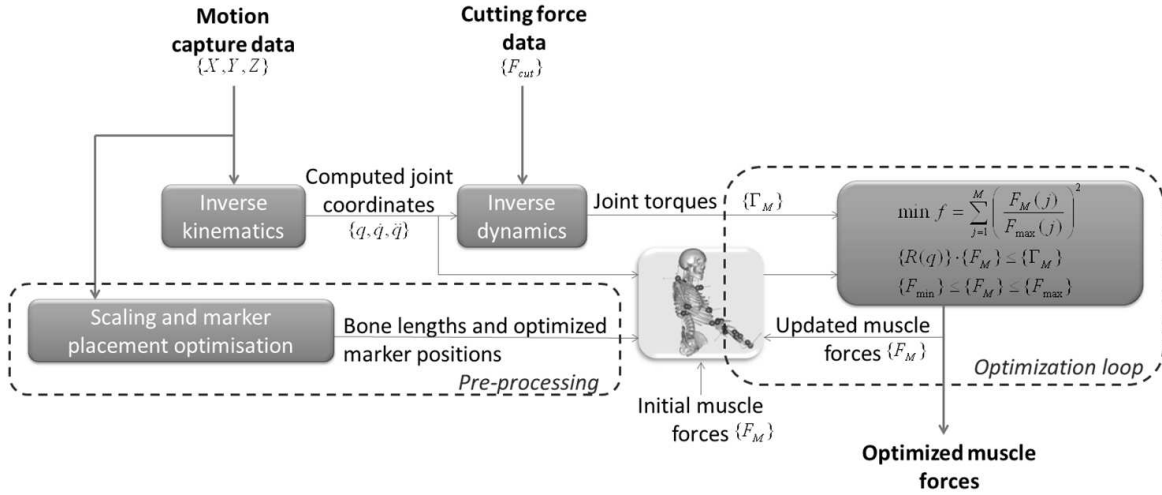 Motion
capture data
{X,Y,Z}
Cutting force
data
{F_cut}
Inverse
kinematics
Computed joint
coordinates
{q, q̇, q̈}
Inverse
dynamics
Joint torques {Γ_M}
min f = ∑_{j=1}^{M} (F_M(j) / F_max(j))²
{R(q)}·{F_M} ≤ {Γ_M}
{F_min} ≤ {F_M} ≤ {F_max}
Scaling and marker
placement optimisation
Bone lengths and optimized
marker positions
Pre-processing
Updated muscle
forces {F_M}
Optimization loop
Initial muscle
forces {F_M}
Optimized muscle
forces